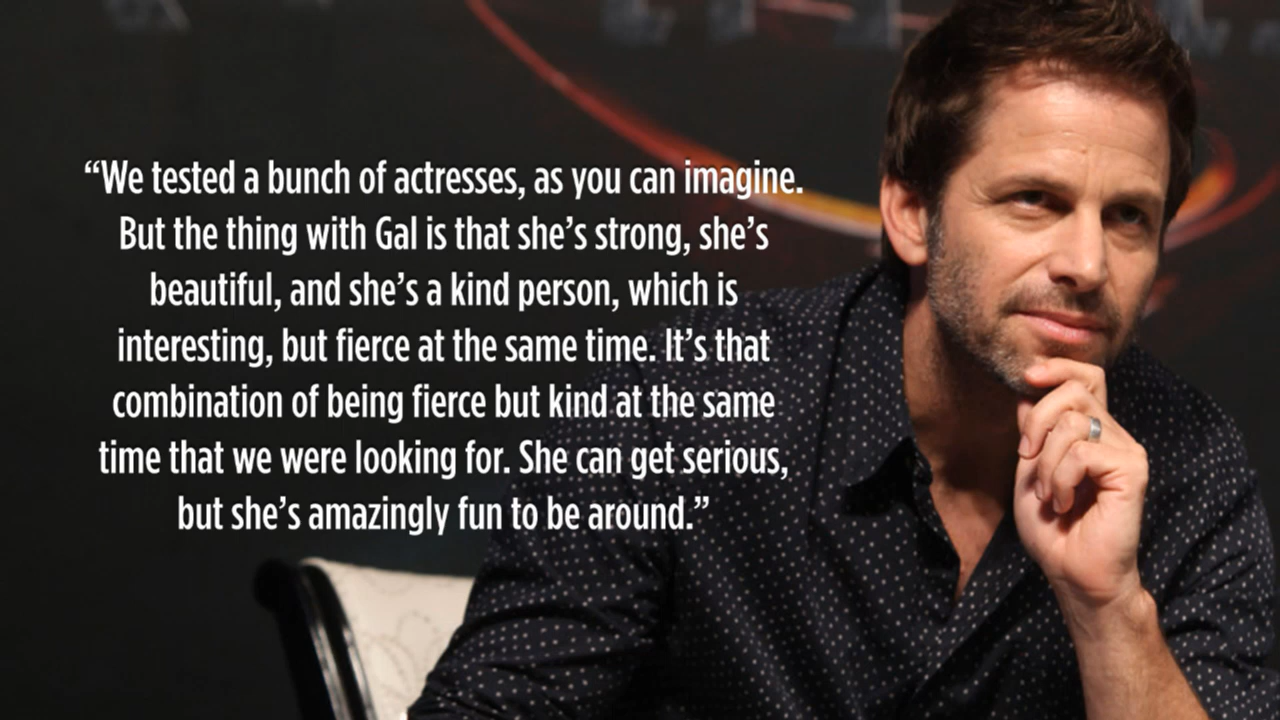 “We tested a bunch of actresses, as you can imagine.
But the thing with Gal is that she’s strong, she’s
beautiful, and she’s a kind person, which is
interesting, but fierce at the same time. It’s that
combination of being fierce but kind at the same
time that we were looking for. She can get serious,
but she’s amazingly fun to be around.”